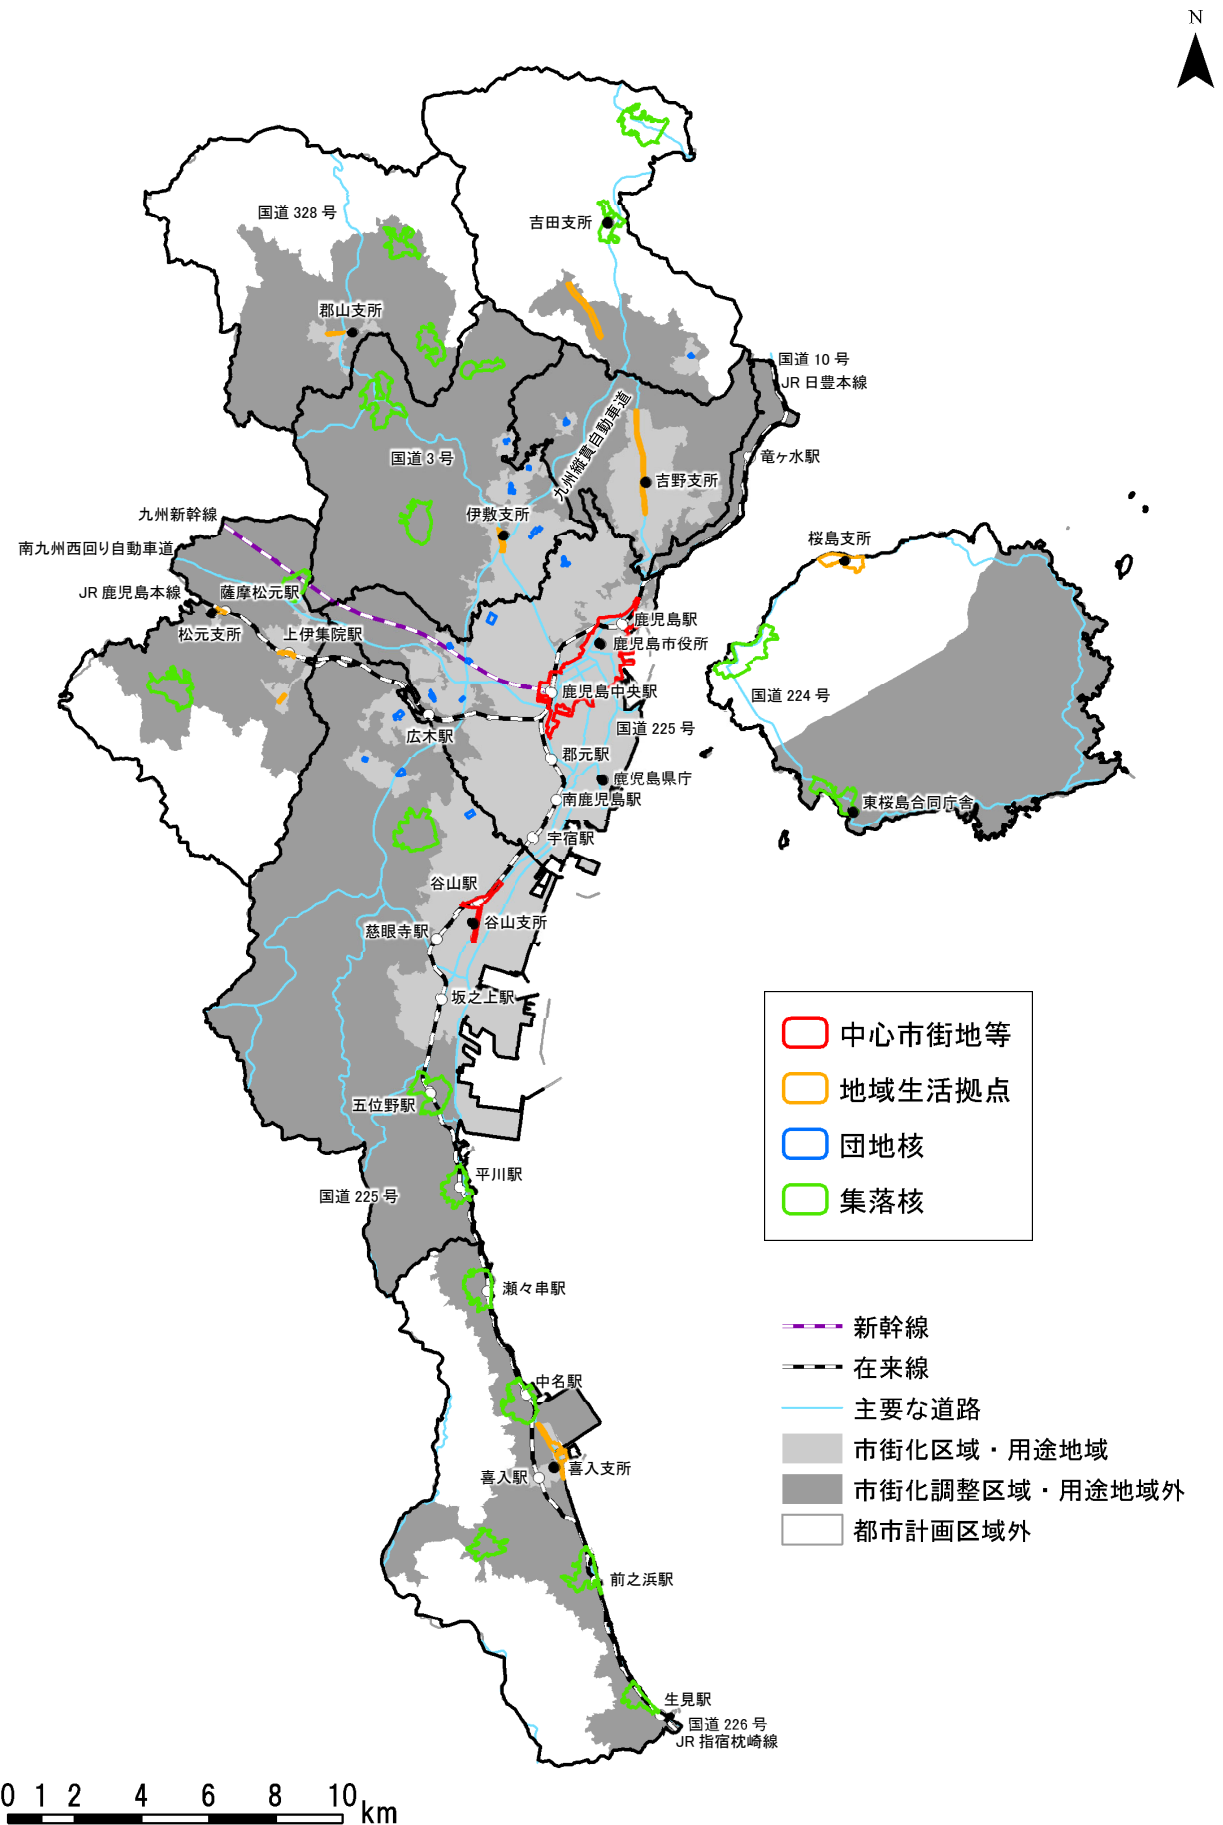 N
国道 328 号
吉田支所
郡山支所
国道 10 号
JR 日豊本線
九州縦貫自動車道
国道 3 号
竜ヶ水駅
吉野支所
九州新幹線
伊敷支所
南九州西回り自動車道
桜島支所
JR 鹿児島本線
薩摩松元駅
松元支所
上伊集院駅
鹿児島駅
鹿児島市役所
鹿児島中央駅
国道 224 号
広木駅
国道 225 号
郡元駅
鹿児島県庁
南鹿児島駅
東桜島合同庁舎
宇宿駅
谷山駅
谷山支所
慈眼寺駅
坂之上駅
五位野駅
平川駅
国道 225 号
瀬々串駅
中名駅
喜入駅
喜入支所
前之浜駅
生見駅
国道 226 号
JR 指宿枕崎線
中心市街地等
地域生活拠点
団地核
集落核
新幹線
在来線
主要な道路
市街化区域・用途地域
市街化調整区域・用途地域外
都市計画区域外
0 1 2 4 6 8 10 km